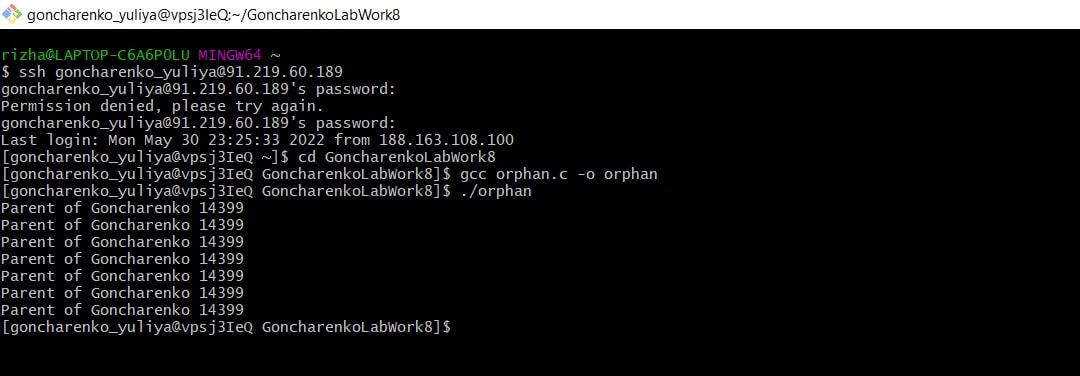 goncharenko_yuliya@vpsj3IeQ:~/GoncharenkoLabWork8
rizha@LAPTOP-C6A6P0LU MINGW64 ~
$ ssh goncharenko_yuliya@91.219.60.189
goncharenko_yuliya@91.219.60.189's password:
Permission denied, please try again.
goncharenko_yuliya@91.219.60.189's password:
Last login: Mon May 30 23:25:33 2022 from 188.163.108.100
[goncharenko_yuliya@vpsj3IeQ ~]$ cd GoncharenkoLabWork8
[goncharenko_yuliya@vpsj3IeQ GoncharenkoLabWork8]$ gcc orphan.c -o orphan
[goncharenko_yuliya@vpsj3IeQ GoncharenkoLabWork8]$ ./orphan
Parent of Goncharenko 14399
Parent of Goncharenko 14399
Parent of Goncharenko 14399
Parent of Goncharenko 14399
Parent of Goncharenko 14399
Parent of Goncharenko 14399
Parent of Goncharenko 14399
[goncharenko_yuliya@vpsj3IeQ GoncharenkoLabWork8]$